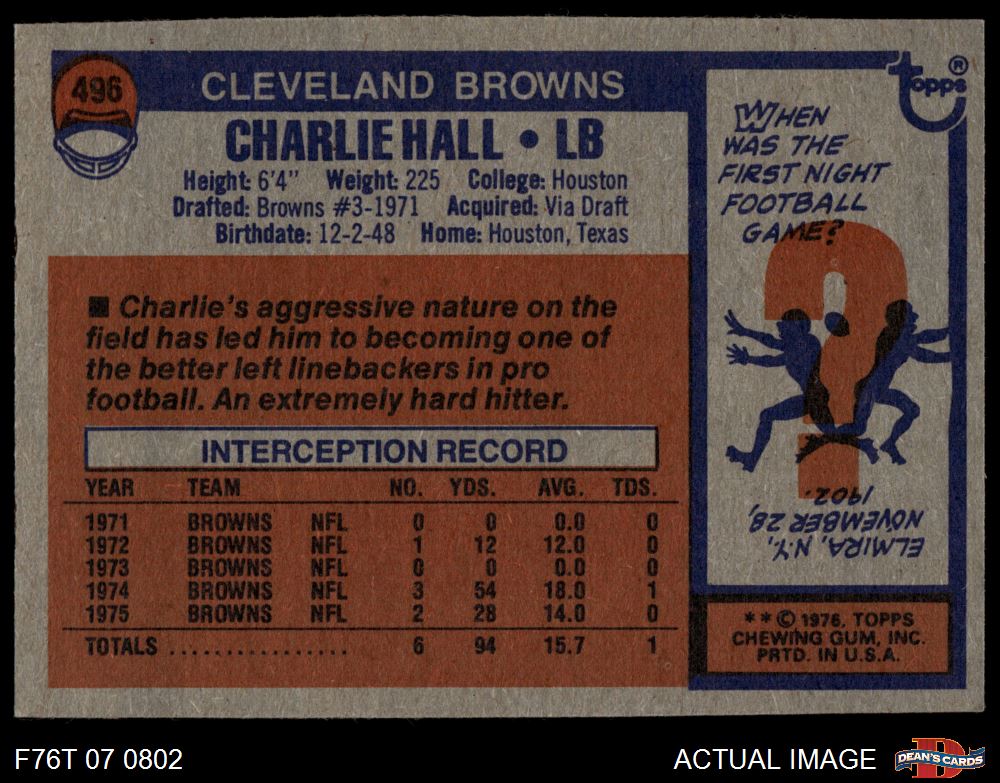 496
CLEVELAND BROWNS
CHARLIE HALL • LB
Height: 6'4" Weight: 225 College: Houston
Drafted: Browns #3-1971 Acquired: Via Draft
Birthdate: 12-2-48 Home: Houston, Texas
■ Charlie's aggressive nature on the
field has led him to becoming one of
the better left linebackers in pro
football. An extremely hard hitter.
INTERCEPTION RECORD
YEAR TEAM NO. YDS. AVG. TDS.
1971 BROWNS NFL 0 0 0.0 0
1972 BROWNS NFL 1 12 12.0 0
1973 BROWNS NFL 0 0 0.0 0
1974 BROWNS NFL 3 54 18.0 1
1975 BROWNS NFL 2 28 14.0 0
TOTALS ................ 6 94 15.7 1
topps®
WHEN
WAS THE
FIRST NIGHT
FOOTBALL
GAME?
ELMIRA, N.Y.,
NOVEMBER 28,
1902.
** © 1976, TOPPS
CHEWING GUM, INC.
PRTD. IN U.S.A.
F76T 07 0802
ACTUAL IMAGE
D
DEAN'S CARDS